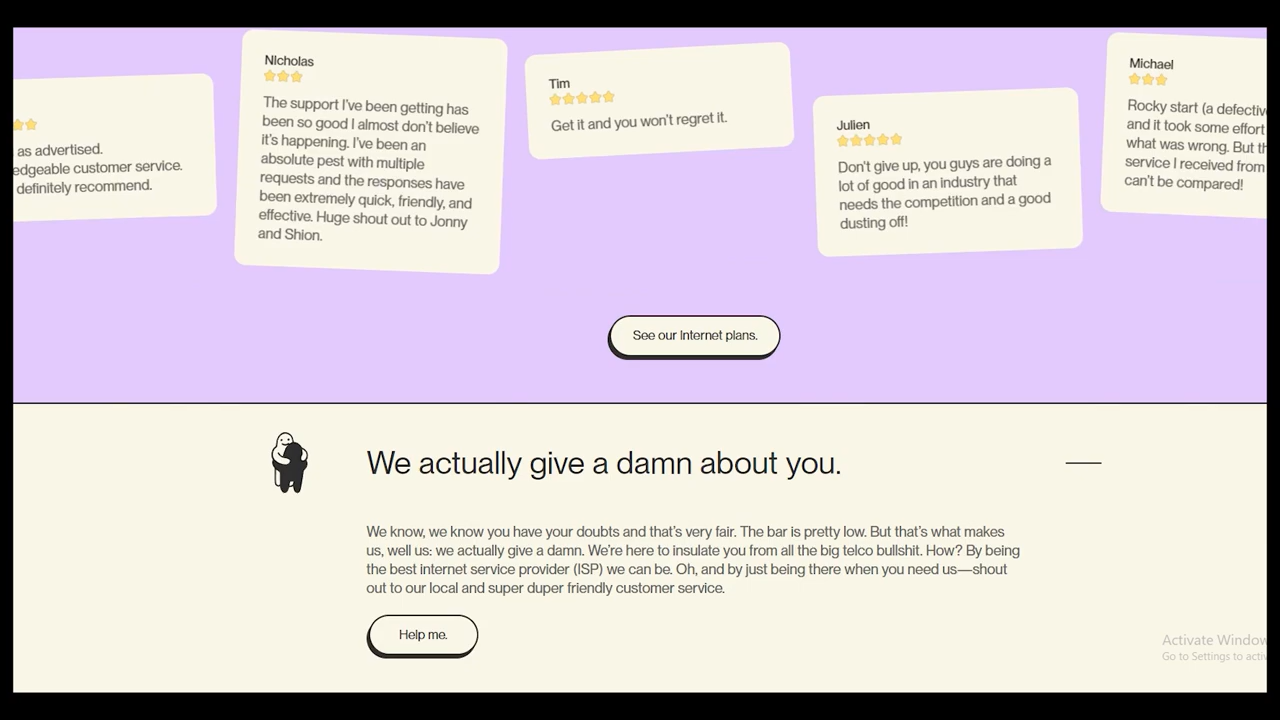 as advertised.
edgeable customer service.
definitely recommend.
Nicholas
The support I've been getting has
been so good I almost don't believe
it's happening. I've been an
absolute pest with multiple
requests and the responses have
been extremely quick, friendly, and
effective. Huge shout out to Jonny
and Shion.
Tim
Get it and you won't regret it.
Julien
Don't give up, you guys are doing a
lot of good in an industry that
needs the competition and a good
dusting off!
Michael
Rocky start (a defectiv
and it took some effort
what was wrong. But th
service I received from
can't be compared!
See our internet plans.
We actually give a damn about you.
We know, we know you have your doubts and that's very fair. The bar is pretty low. But that's what makes
us, well us: we actually give a damn. We're here to insulate you from all the big telco bullshit. How? By being
the best internet service provider (ISP) we can be. Oh, and by just being there when you need us—shout
out to our local and super duper friendly customer service.
Help me.
Activate Window
Go to Settings to activ